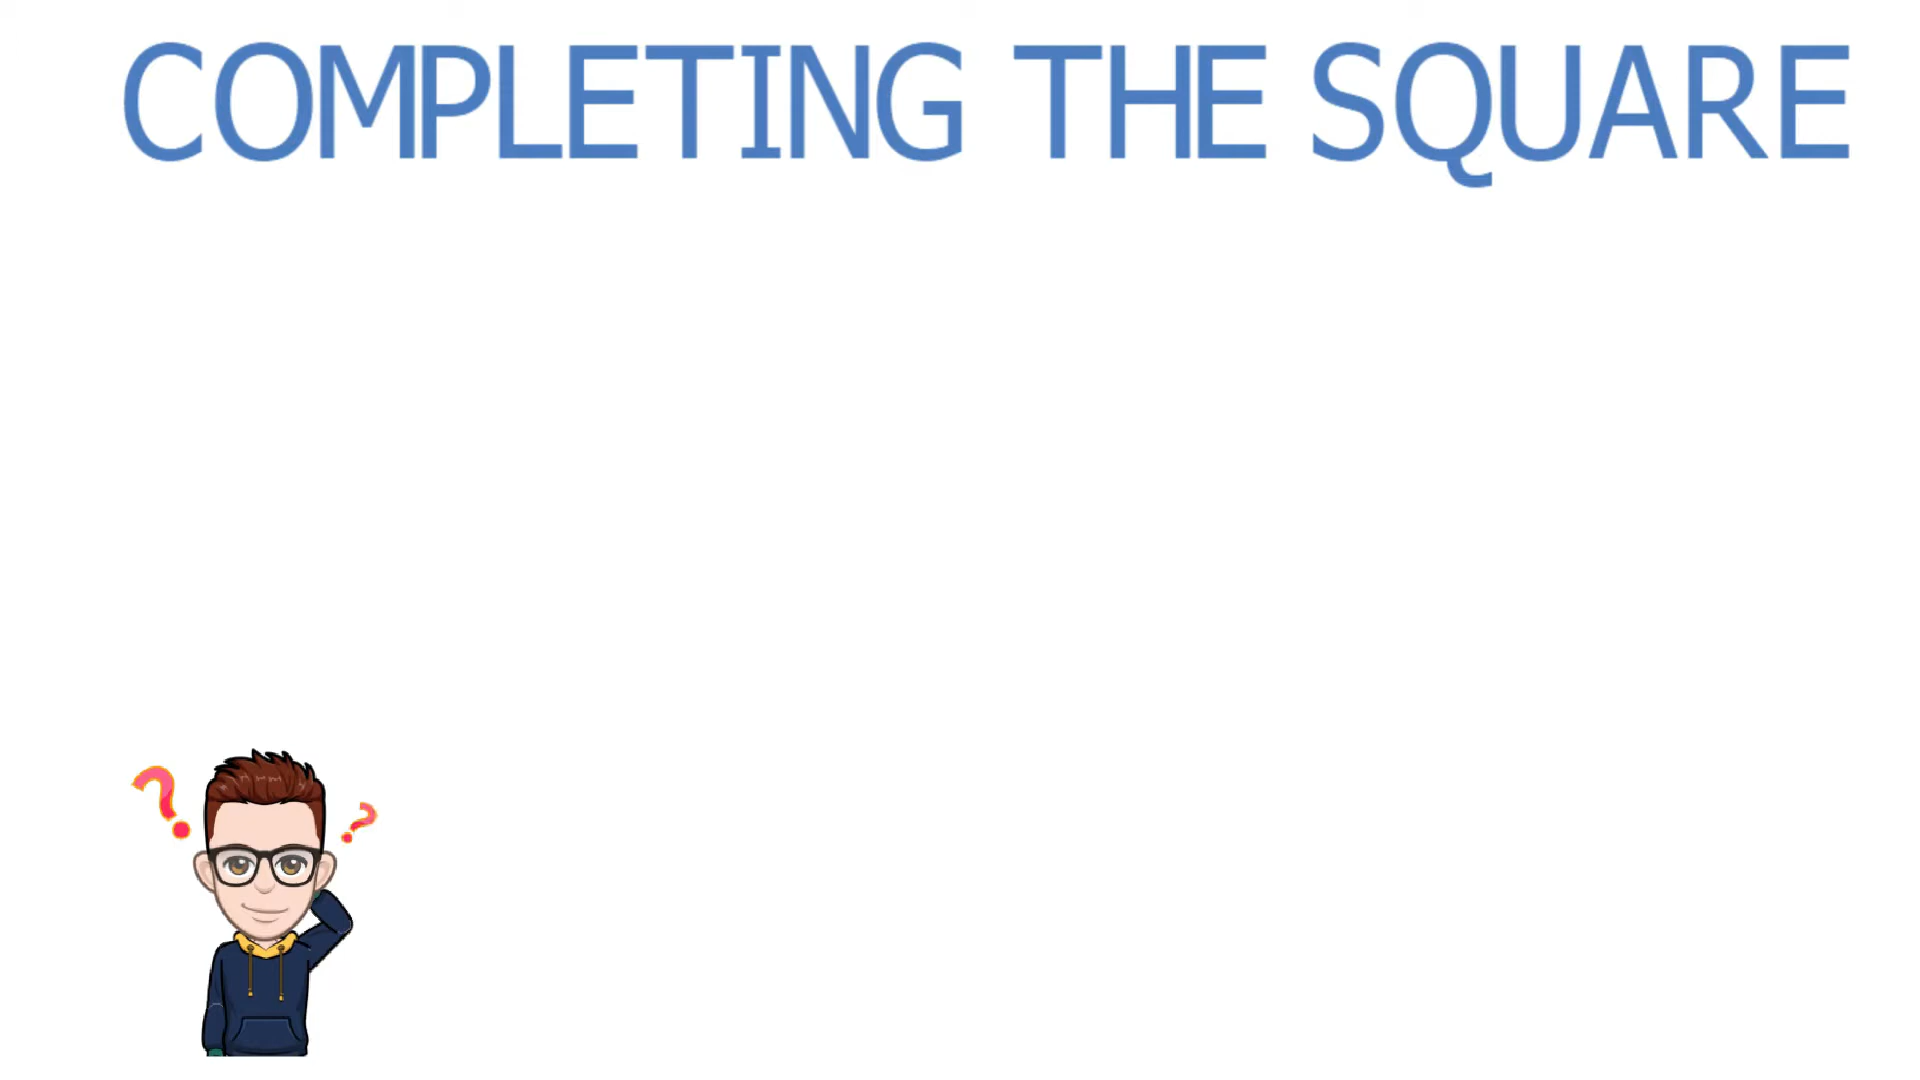 COMPLETING THE SQUARE
? ?